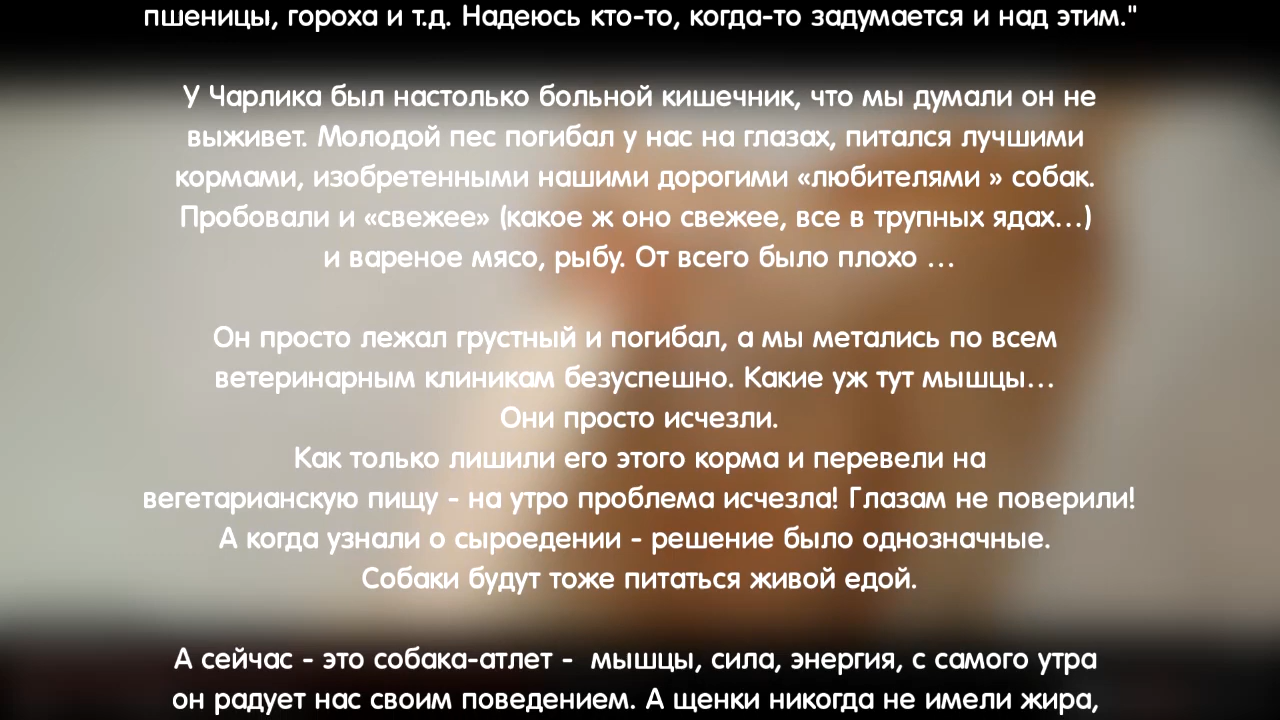 пшеницы, гороха и т.д. Надеюсь кто-то, когда-то задумается и над этим."
У Чарлика был настолько больной кишечник, что мы думали он не
выживет. Молодой пес погибал у нас на глазах, питался лучшими
кормами, изобретенными нашими дорогими «любителями » собак.
Пробовали и «свежее» (какое ж оно свежее, все в трупных ядах...)
и вареное мясо, рыбу. От всего было плохо ...
Он просто лежал грустный и погибал, а мы метались по всем
ветеринарным клиникам безуспешно. Какие уж тут мышцы...
Они просто исчезли.
Как только лишили его этого корма и перевели на
вегетарианскую пищу - на утро проблема исчезла! Глазам не поверили!
А когда узнали о сыроедении - решение было однозначные.
Собаки будут тоже питаться живой едой.
А сейчас - это собака-атлет -  мышцы, сила, энергия, с самого утра
он радует нас своим поведением. А щенки никогда не имели жира,